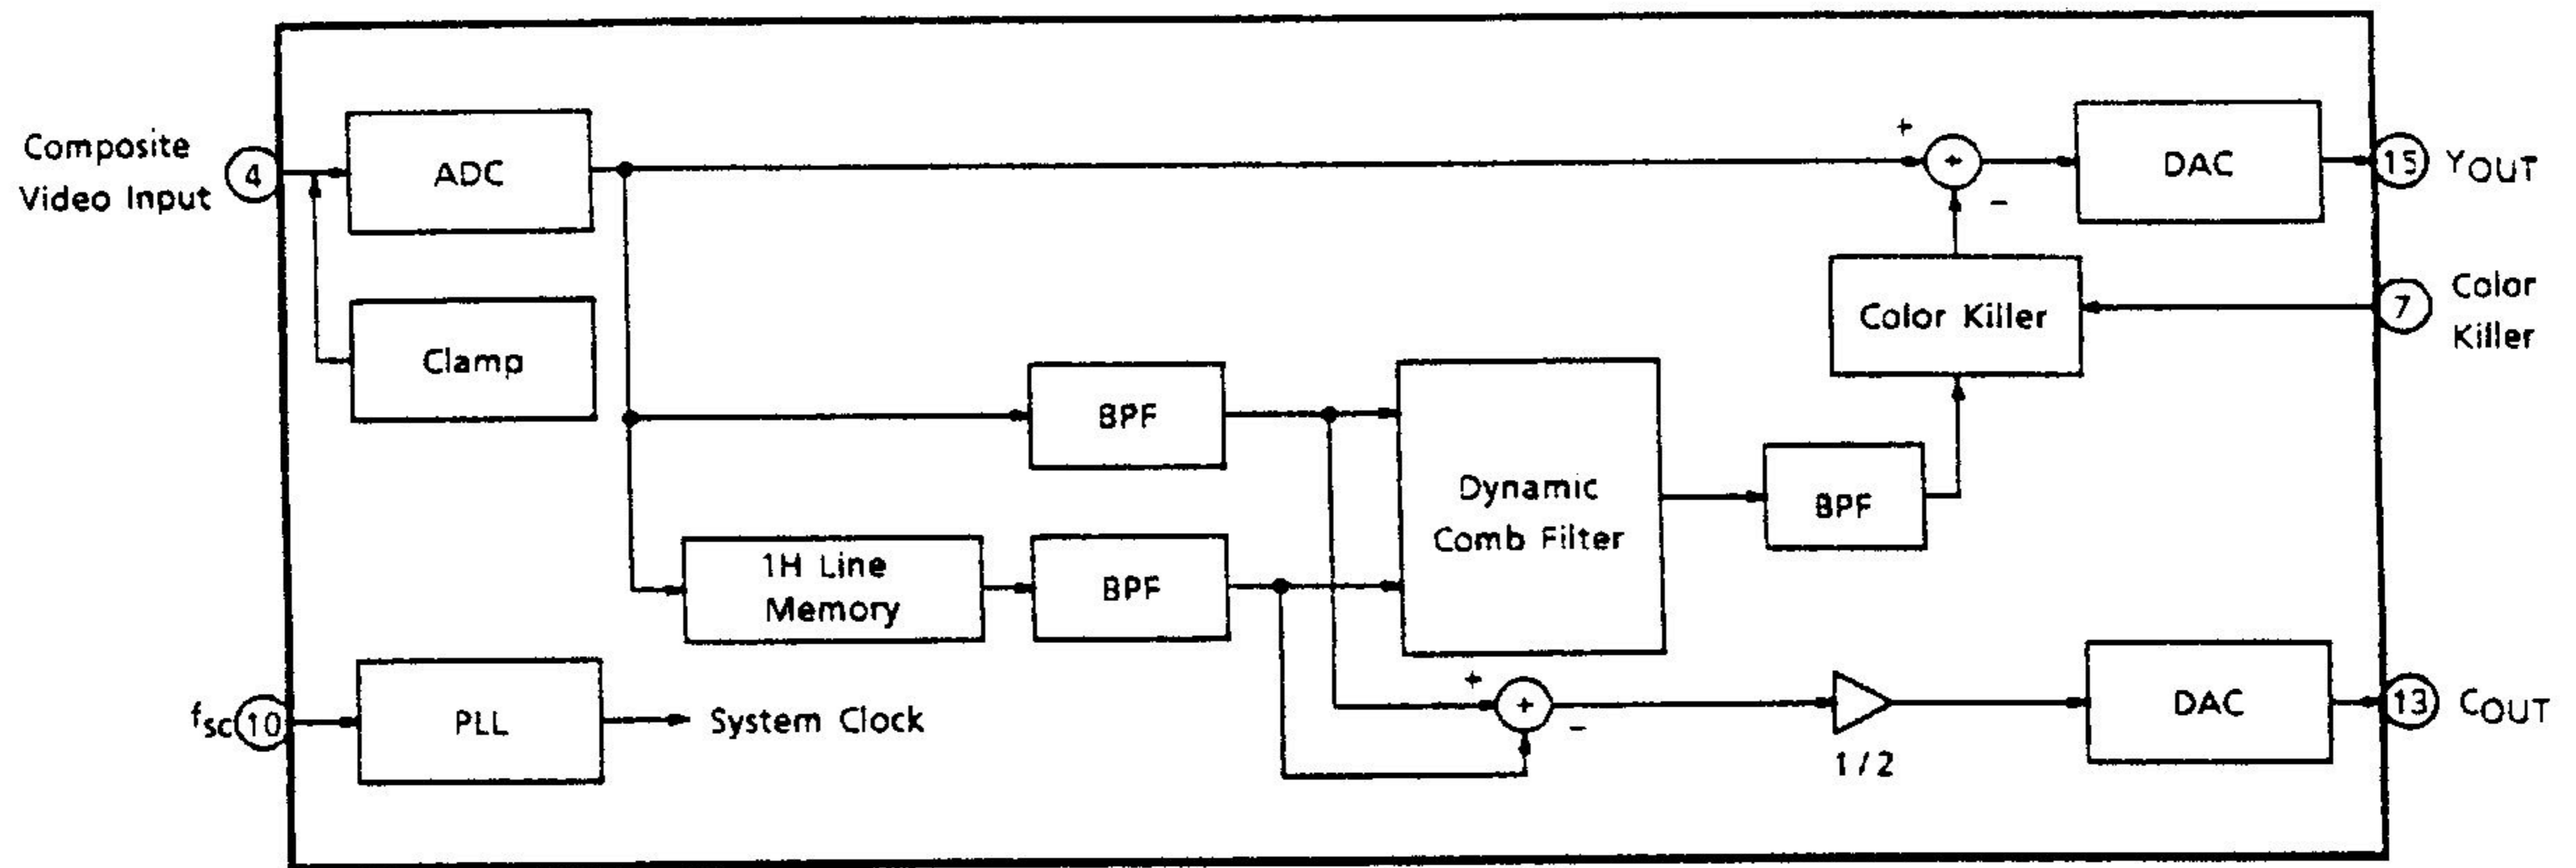 Composite
Video Input
4
ADC
+
+
−
DAC
15
YOUT
Clamp
Color Killer
7
Color
Killer
BPF
Dynamic
Comb Filter
BPF
1H Line
Memory
BPF
fsc
10
PLL
System Clock
+
+
−
1/2
DAC
13
COUT